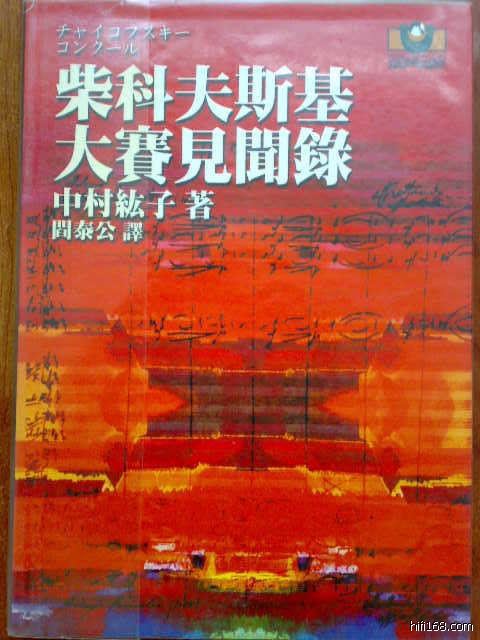 チャイコフスキー
コンクール
柴科夫斯基
大賽見聞錄
中村紘子 著
閻泰公 譯
hifi168.com